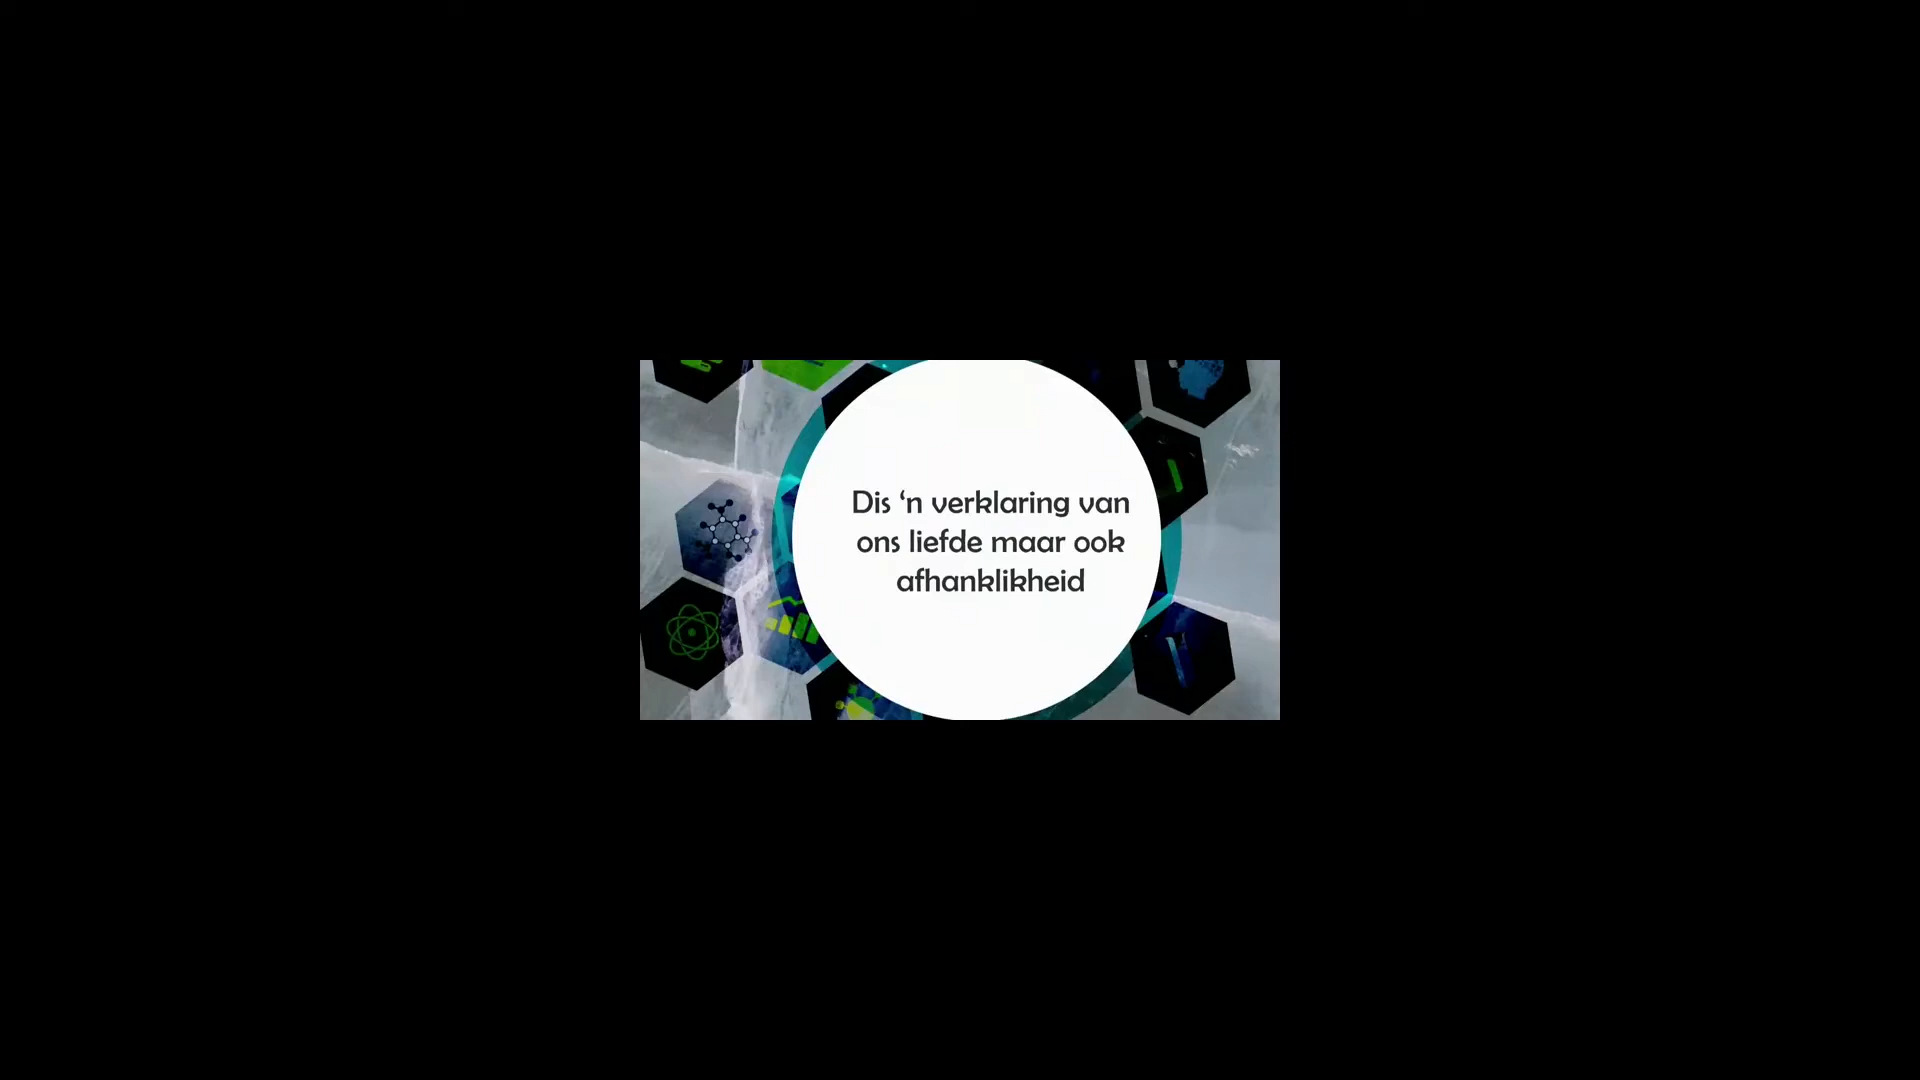 Dis ‘n verklaring van
ons liefde maar ook
afhanklikheid